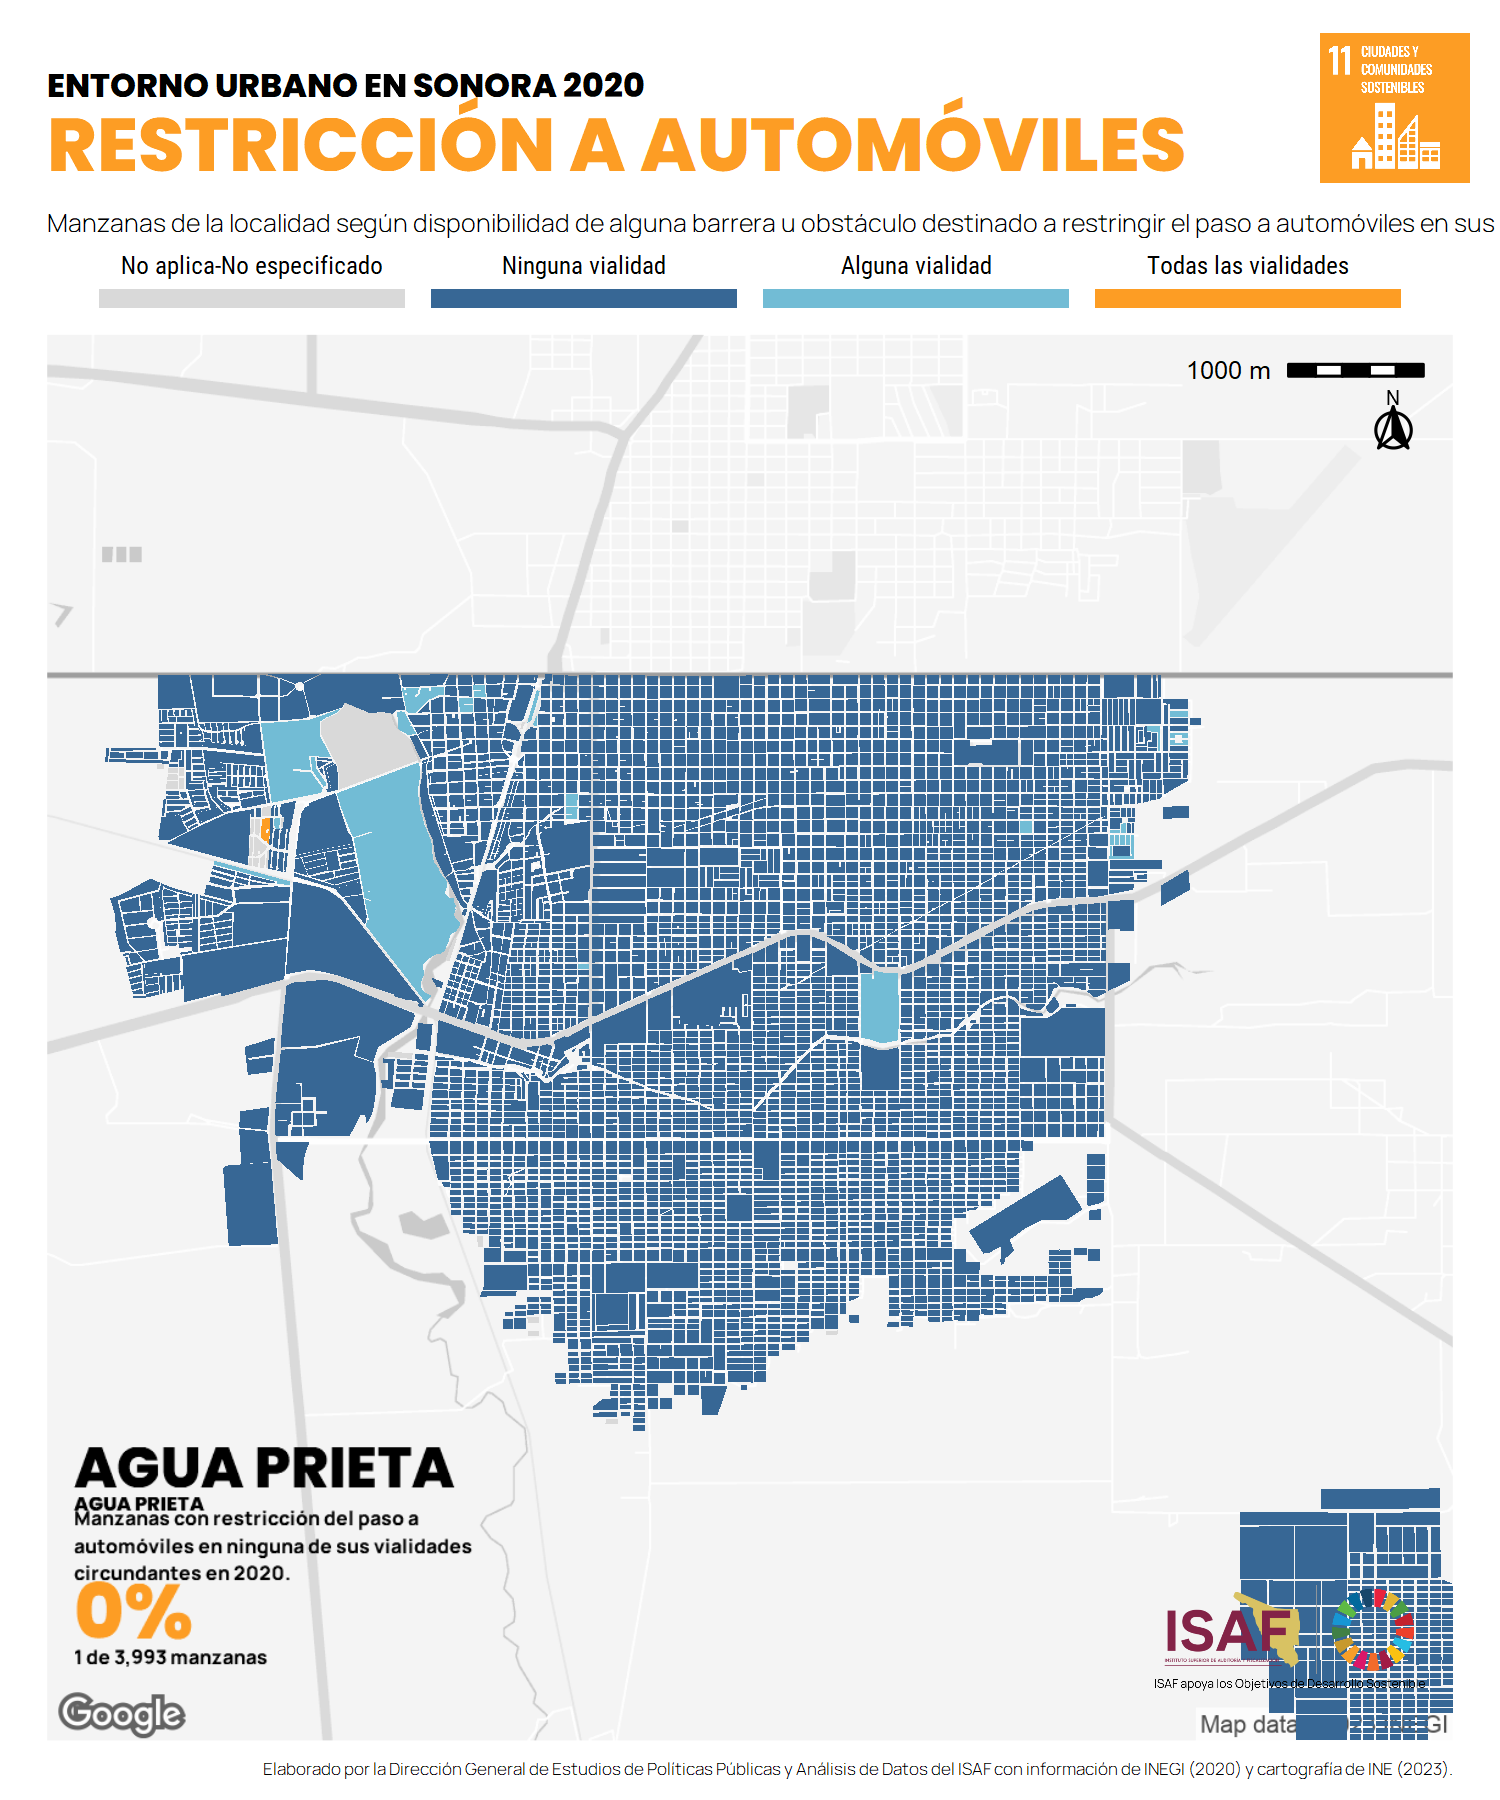 ENTORNO URBANO EN SONORA 2020
RESTRICCIÓN A AUTOMÓVILES
11 CIUDADES Y
COMUNIDADES
SOSTENIBLES
Manzanas de la localidad según disponibilidad de alguna barrera u obstáculo destinado a restringir el paso a automóviles en sus
No aplica-No especificado
Ninguna vialidad
Alguna vialidad
Todas las vialidades
1000 m
N
AGUA PRIETA
AGUA PRIETA
Manzanas con restricción del paso a
automóviles en ninguna de sus vialidades
circundantes en 2020.
0%
1 de 3,993 manzanas
ISAF
ISAF apoya los Objetivos de Desarrollo Sostenible
Google
Map data
GI
Elaborado por la Dirección General de Estudios de Políticas Públicas y Análisis de Datos del ISAF con información de INEGI (2020) y cartografía de INE (2023).